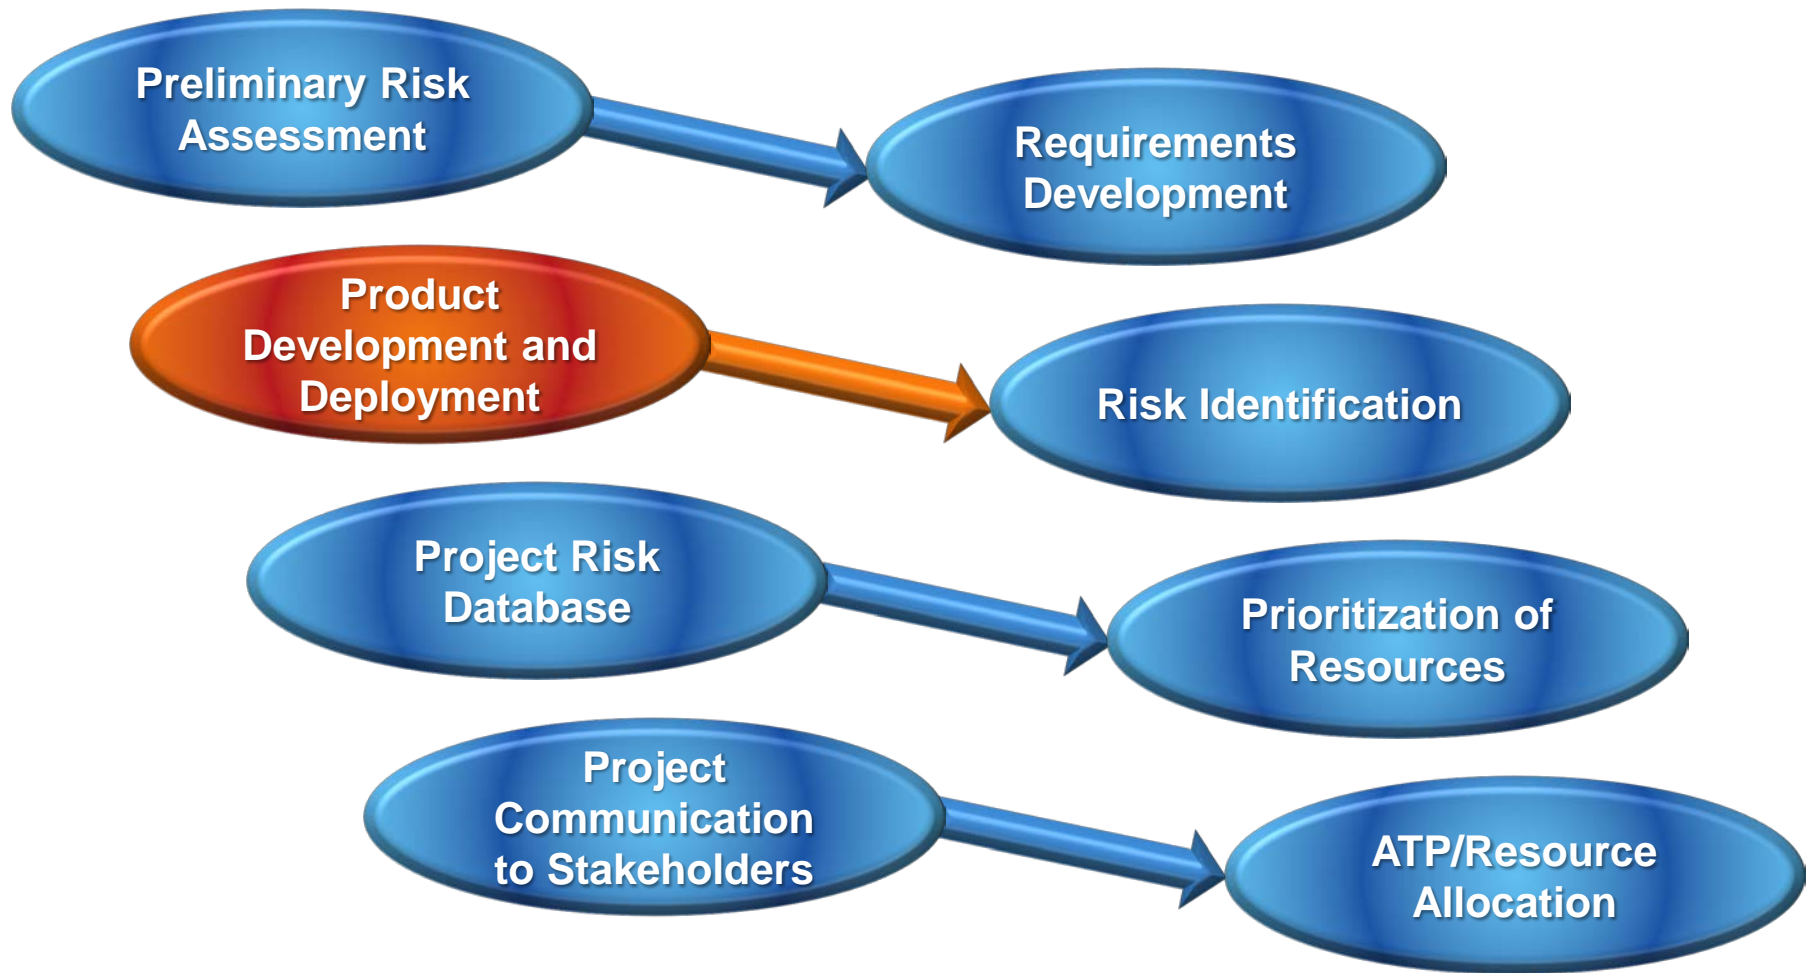 Preliminary Risk
Assessment
Requirements
Development
Product
Development and
Deployment
Risk Identification
Project Risk
Database
Prioritization of
Resources
Project
Communication
to Stakeholders
ATP/Resource
Allocation